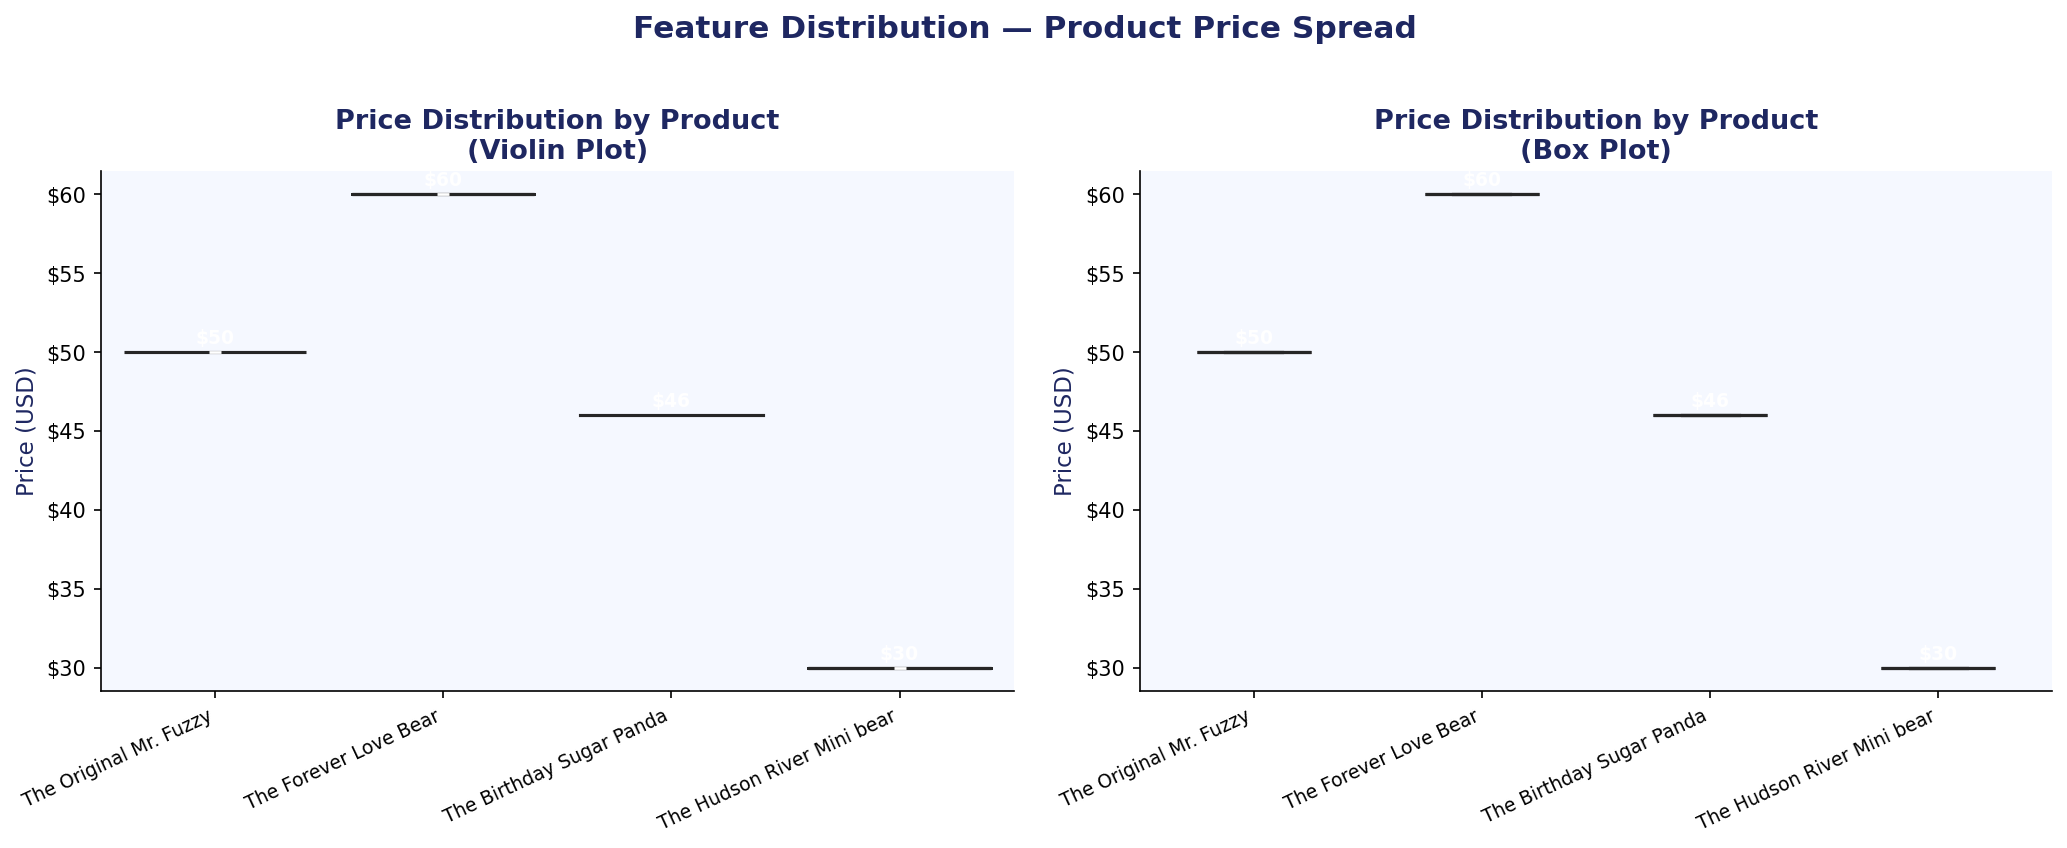 Feature Distribution — Product Price Spread
Price Distribution by Product
(Violin Plot)
$60
$55
$50
$45
$40
$35
$30
Price (USD)
$50
$60
$46
$30
The Original Mr. Fuzzy
The Forever Love Bear
The Birthday Sugar Panda
The Hudson River Mini bear
Price Distribution by Product
(Box Plot)
$60
$55
$50
$45
$40
$35
$30
Price (USD)
$50
$60
$46
$30
The Original Mr. Fuzzy
The Forever Love Bear
The Birthday Sugar Panda
The Hudson River Mini bear